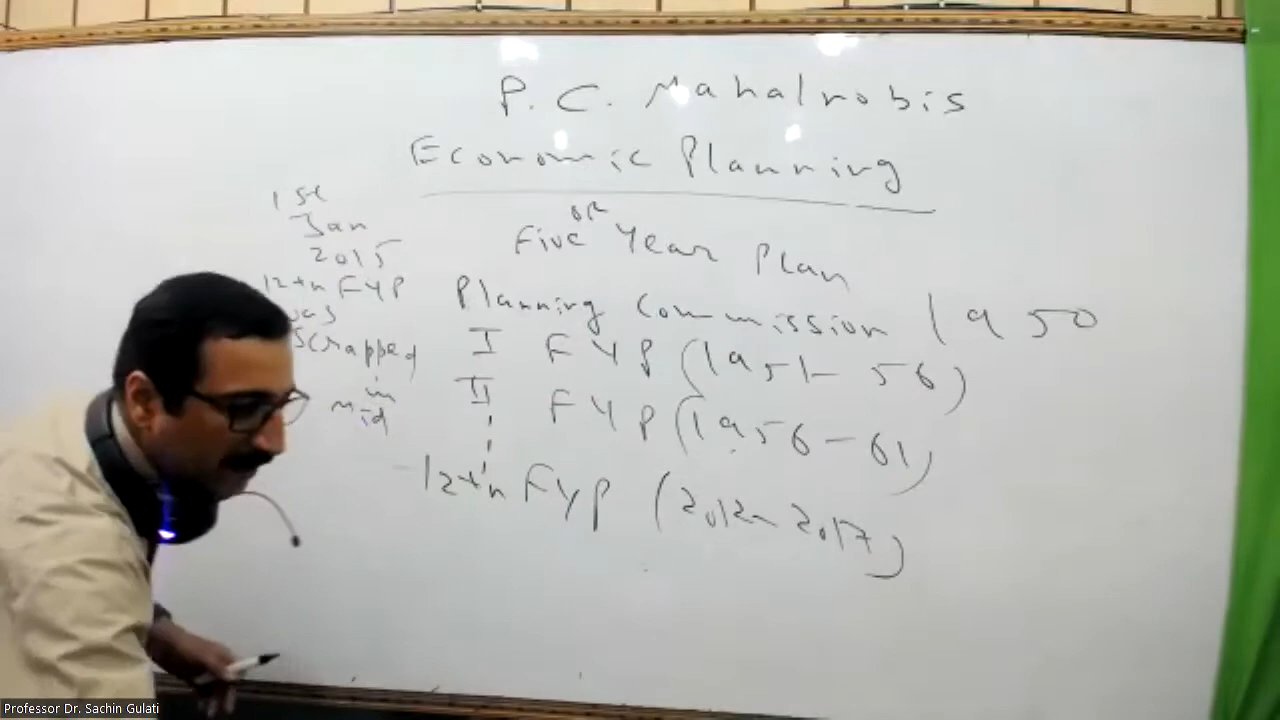 P. C. Mahalnobis
Economic Planning
OR
Five Year Plan
Planning Commission 1950
I FYP (1951-56)
II FYP (1956-61)
12th FYP (2012-2017)
1st
Jan
2015
12th FYP
was
Scrapped
in
mid
Professor Dr. Sachin Gulati